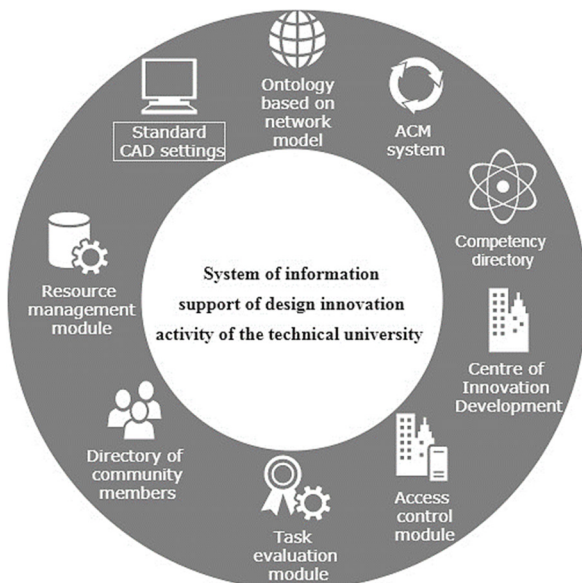 Ontology
based on
network
model
ACM
system
Competency
directory
Centre of
Innovation
Development
Access
control
module
Task
evaluation
module
Directory of
community
members
Resource
management
module
Standard
CAD settings
System of information
support of design innovation
activity of the technical university